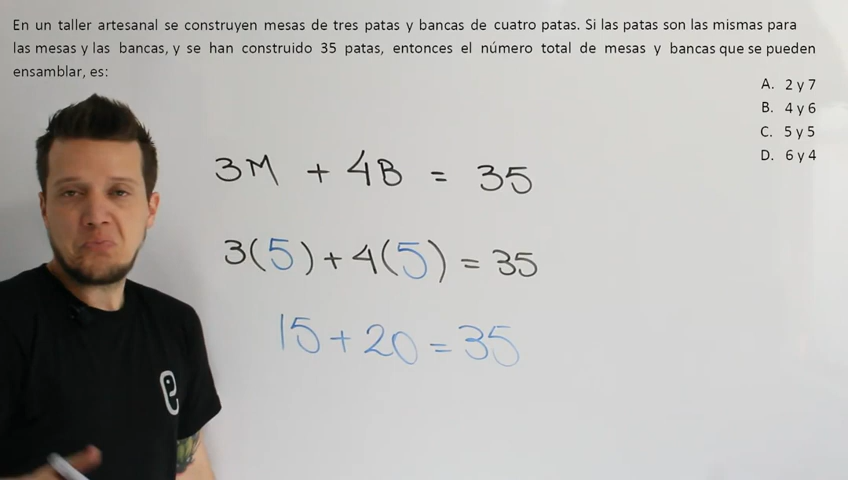 En un taller artesanal se construyen mesas de tres patas y bancas de cuatro patas. Si las patas son las mismas para
las mesas y las bancas, y se han construido 35 patas, entonces el número total de mesas y bancas que se pueden
ensamblar, es:
A. 2 y 7
B. 4 y 6
C. 5 y 5
D. 6 y 4
3M + 4B = 35
3(5) + 4(5) = 35
15 + 20 = 35